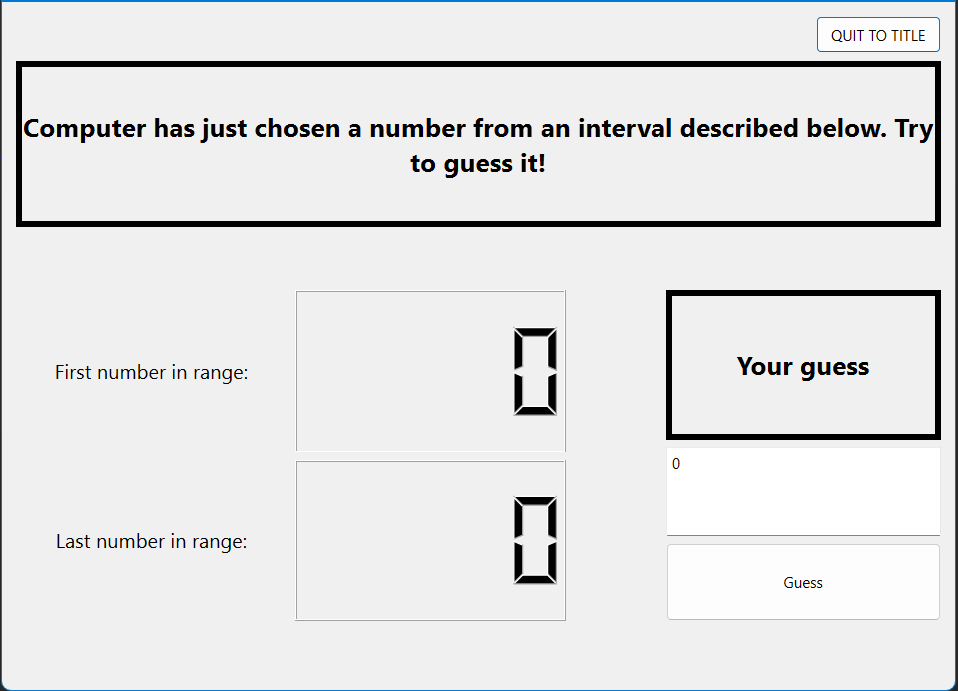 QUIT TO TITLE
Computer has just chosen a number from an interval described below. Try
to guess it!
First number in range:
0
Last number in range:
0
Your guess
0
Guess